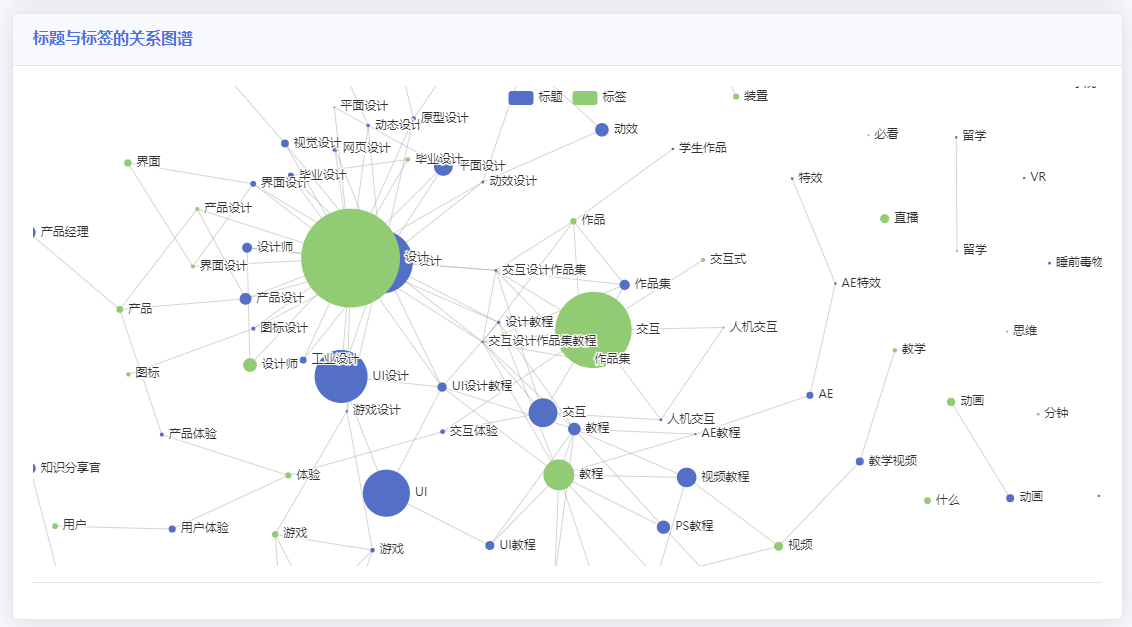 标题与标签的关系图谱
标题
标签
装置
平面设计
原型设计
动态设计
动效
必看
留学
视觉设计
网页设计
学生作品
毕业设计
平面设计
界面
毕业设计
界面设计
动效设计
特效
VR
产品设计
作品
直播
产品经理
设计师
设计
设计
交互式
留学
睡前毒物
界面设计
交互设计作品集
作品集
AE特效
产品设计
产品
设计教程
交互
人机交互
思维
图标设计
交互设计作品集教程
教学
工业设计
作品集
设计师
图标
UI设计
UI设计教程
AE
动画
游戏设计
交互
人机交互
分钟
产品体验
交互体验
教程
AE教程
教学视频
知识分享官
体验
教程
视频教程
UI
动画
什么
用户
用户体验
游戏
PS教程
UI教程
游戏
视频